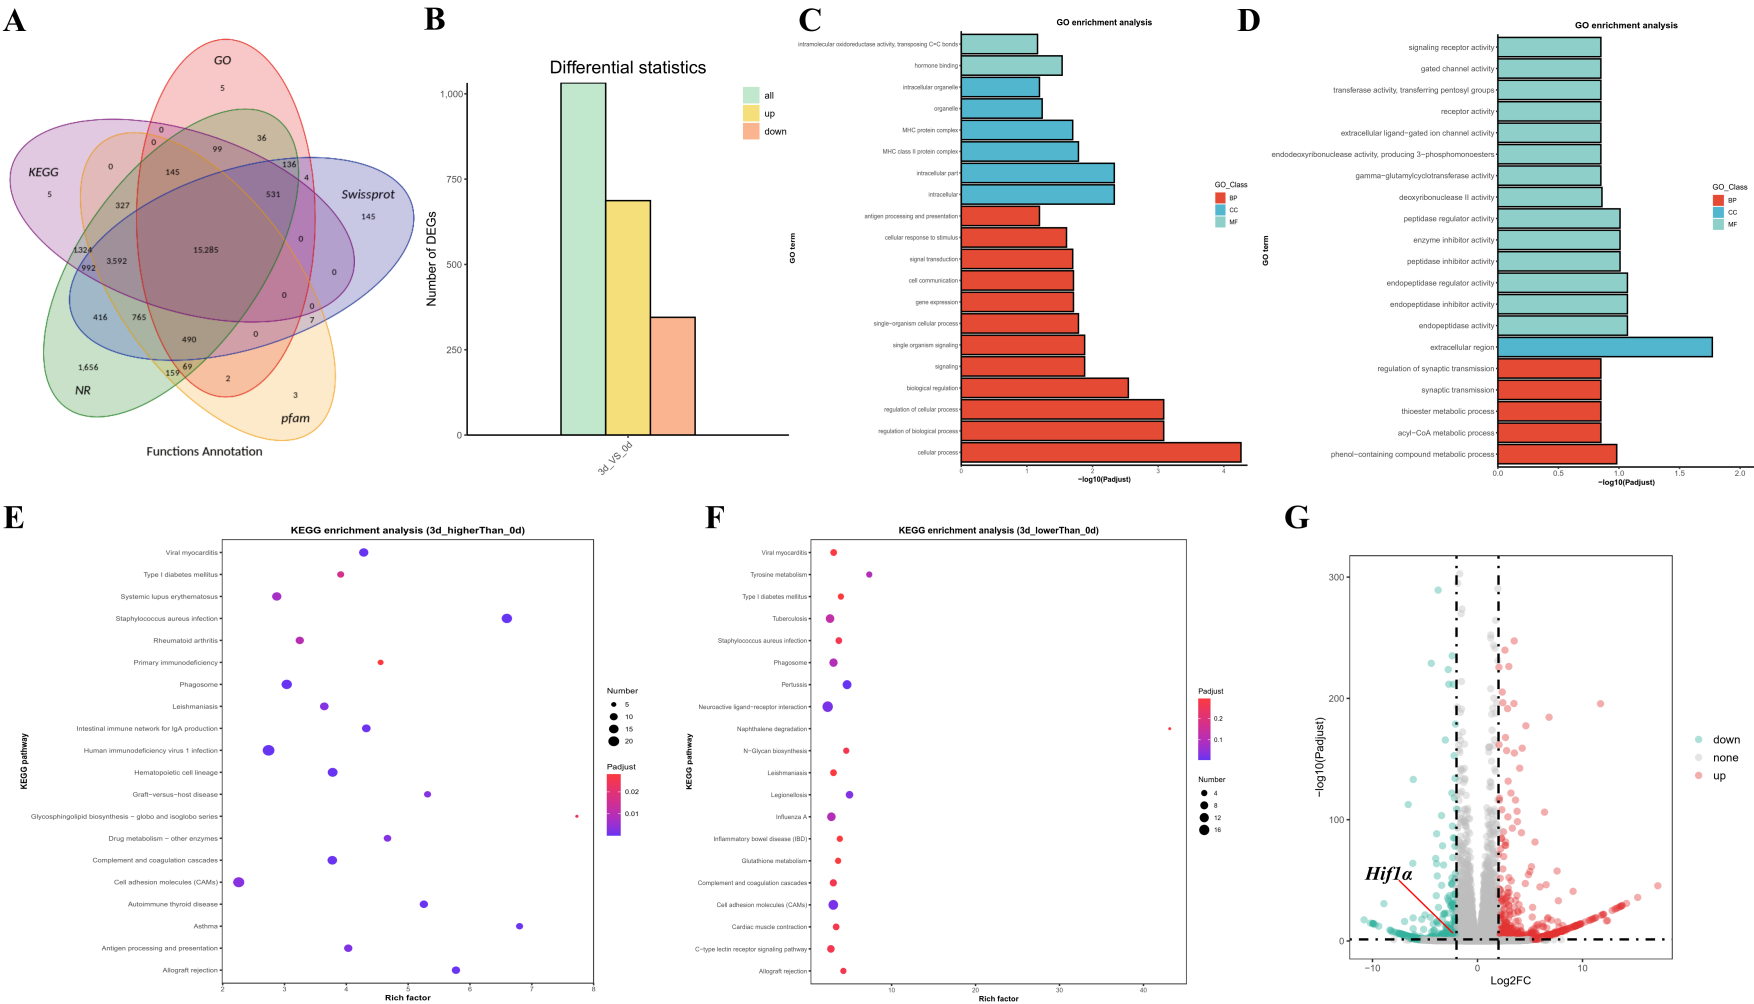 A
GO
5
0
0
99
36
136
4
KEGG
5
0
145
327
531
Swissprot
145
1324
992
3,592
15,285
0
0
0
0
7
416
765
490
0
1,656
NR
159
69
2
3
pfam
Functions Annotation
B
Differential statistics
Number of DEGs
1,000
750
500
250
0
3d_VS_0d
all
up
down
C
GO enrichment analysis
GO term
intramolecular oxidoreductase activity, transposing C=C bonds
hormone binding
intracellular organelle
organelle
MHC protein complex
MHC class II protein complex
intracellular part
intracellular
antigen processing and presentation
cellular response to stimulus
signal transduction
cell communication
gene expression
single−organism cellular process
single organism signaling
signaling
biological regulation
regulation of cellular process
regulation of biological process
cellular process
0 1 2 3 4
−log10(Padjust)
GO_Class
BP
CC
MF
D
GO enrichment analysis
GO term
signaling receptor activity
gated channel activity
transferase activity, transferring pentosyl groups
receptor activity
extracellular ligand−gated ion channel activity
endodeoxyribonuclease activity, producing 3−phosphomonoesters
gamma−glutamylcyclotransferase activity
deoxyribonuclease II activity
peptidase regulator activity
enzyme inhibitor activity
peptidase inhibitor activity
endopeptidase regulator activity
endopeptidase inhibitor activity
endopeptidase activity
extracellular region
regulation of synaptic transmission
synaptic transmission
thioester metabolic process
acyl−CoA metabolic process
phenol−containing compound metabolic process
0.0 0.5 1.0 1.5 2.0
−log10(Padjust)
GO_Class
BP
CC
MF
E
KEGG enrichment analysis (3d_higherThan_0d)
KEGG pathway
Viral myocarditis
Type I diabetes mellitus
Systemic lupus erythematosus
Staphylococcus aureus infection
Rheumatoid arthritis
Primary immunodeficiency
Phagosome
Leishmaniasis
Intestinal immune network for IgA production
Human immunodeficiency virus 1 infection
Hematopoietic cell lineage
Graft−versus−host disease
Glycosphingolipid biosynthesis − globo and isoglobo series
Drug metabolism − other enzymes
Complement and coagulation cascades
Cell adhesion molecules (CAMs)
Autoimmune thyroid disease
Asthma
Antigen processing and presentation
Allograft rejection
2 3 4 5 6 7 8
Rich factor
Number
5
10
15
20
Padjust
0.02
0.01
F
KEGG enrichment analysis (3d_lowerThan_0d)
KEGG pathway
Viral myocarditis
Tyrosine metabolism
Type I diabetes mellitus
Tuberculosis
Staphylococcus aureus infection
Phagosome
Pertussis
Neuroactive ligand−receptor interaction
Naphthalene degradation
N−Glycan biosynthesis
Leishmaniasis
Legionellosis
Influenza A
Inflammatory bowel disease (IBD)
Glutathione metabolism
Complement and coagulation cascades
Cell adhesion molecules (CAMs)
Cardiac muscle contraction
C−type lectin receptor signaling pathway
Allograft rejection
10 20 30 40
Rich factor
Padjust
0.2
0.1
Number
4
8
12
16
G
−log10(Padjust)
300
200
100
0
Hif1α
−10 0 10
Log2FC
down
none
up